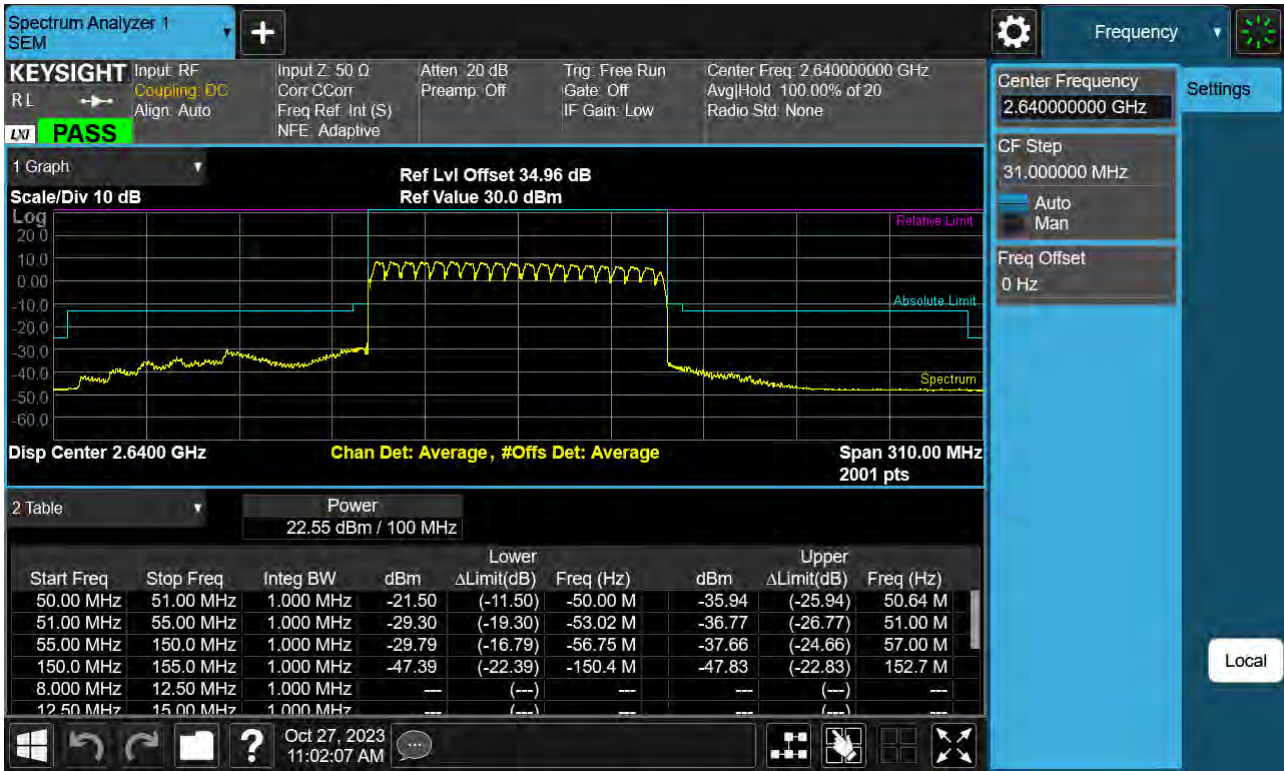 Spectrum Analyzer 1
SEM
Frequency
KEYSIGHT
RL
LXI
PASS
Input: RF
Coupling: DC
Align: Auto
Input Z: 50 Ω
Corr CCorr
Freq Ref: Int (S)
NFE: Adaptive
Atten: 20 dB
Preamp: Off
Trig: Free Run
Gate: Off
IF Gain: Low
Center Freq: 2.640000000 GHz
Avg|Hold: 100.00% of 20
Radio Std: None
Center Frequency
2.640000000 GHz
Settings
CF Step
31.000000 MHz
Auto
Man
Freq Offset
0 Hz
Local
1 Graph
Scale/Div 10 dB
Ref Lvl Offset 34.96 dB
Ref Value 30.0 dBm
Log
20.0
10.0
0.00
-10.0
-20.0
-30.0
-40.0
-50.0
-60.0
Relative Limit
Absolute Limit
Spectrum
Disp Center 2.6400 GHz
Chan Det: Average, #Offs Det: Average
Span 310.00 MHz
2001 pts
2 Table
Power
22.55 dBm / 100 MHz
Lower Upper
Start Freq Stop Freq Integ BW dBm ΔLimit(dB) Freq (Hz) dBm ΔLimit(dB) Freq (Hz)
50.00 MHz 51.00 MHz 1.000 MHz -21.50 (-11.50) -50.00 M -35.94 (-25.94) 50.64 M
51.00 MHz 55.00 MHz 1.000 MHz -29.30 (-19.30) -53.02 M -36.77 (-26.77) 51.00 M
55.00 MHz 150.0 MHz 1.000 MHz -29.79 (-16.79) -56.75 M -37.66 (-24.66) 57.00 M
150.0 MHz 155.0 MHz 1.000 MHz -47.39 (-22.39) -150.4 M -47.83 (-22.83) 152.7 M
8.000 MHz 12.50 MHz 1.000 MHz --- (---) --- --- (---) ---
12.50 MHz 15.00 MHz 1.000 MHz --- (---) --- --- (---) ---
?
Oct 27, 2023
11:02:07 AM